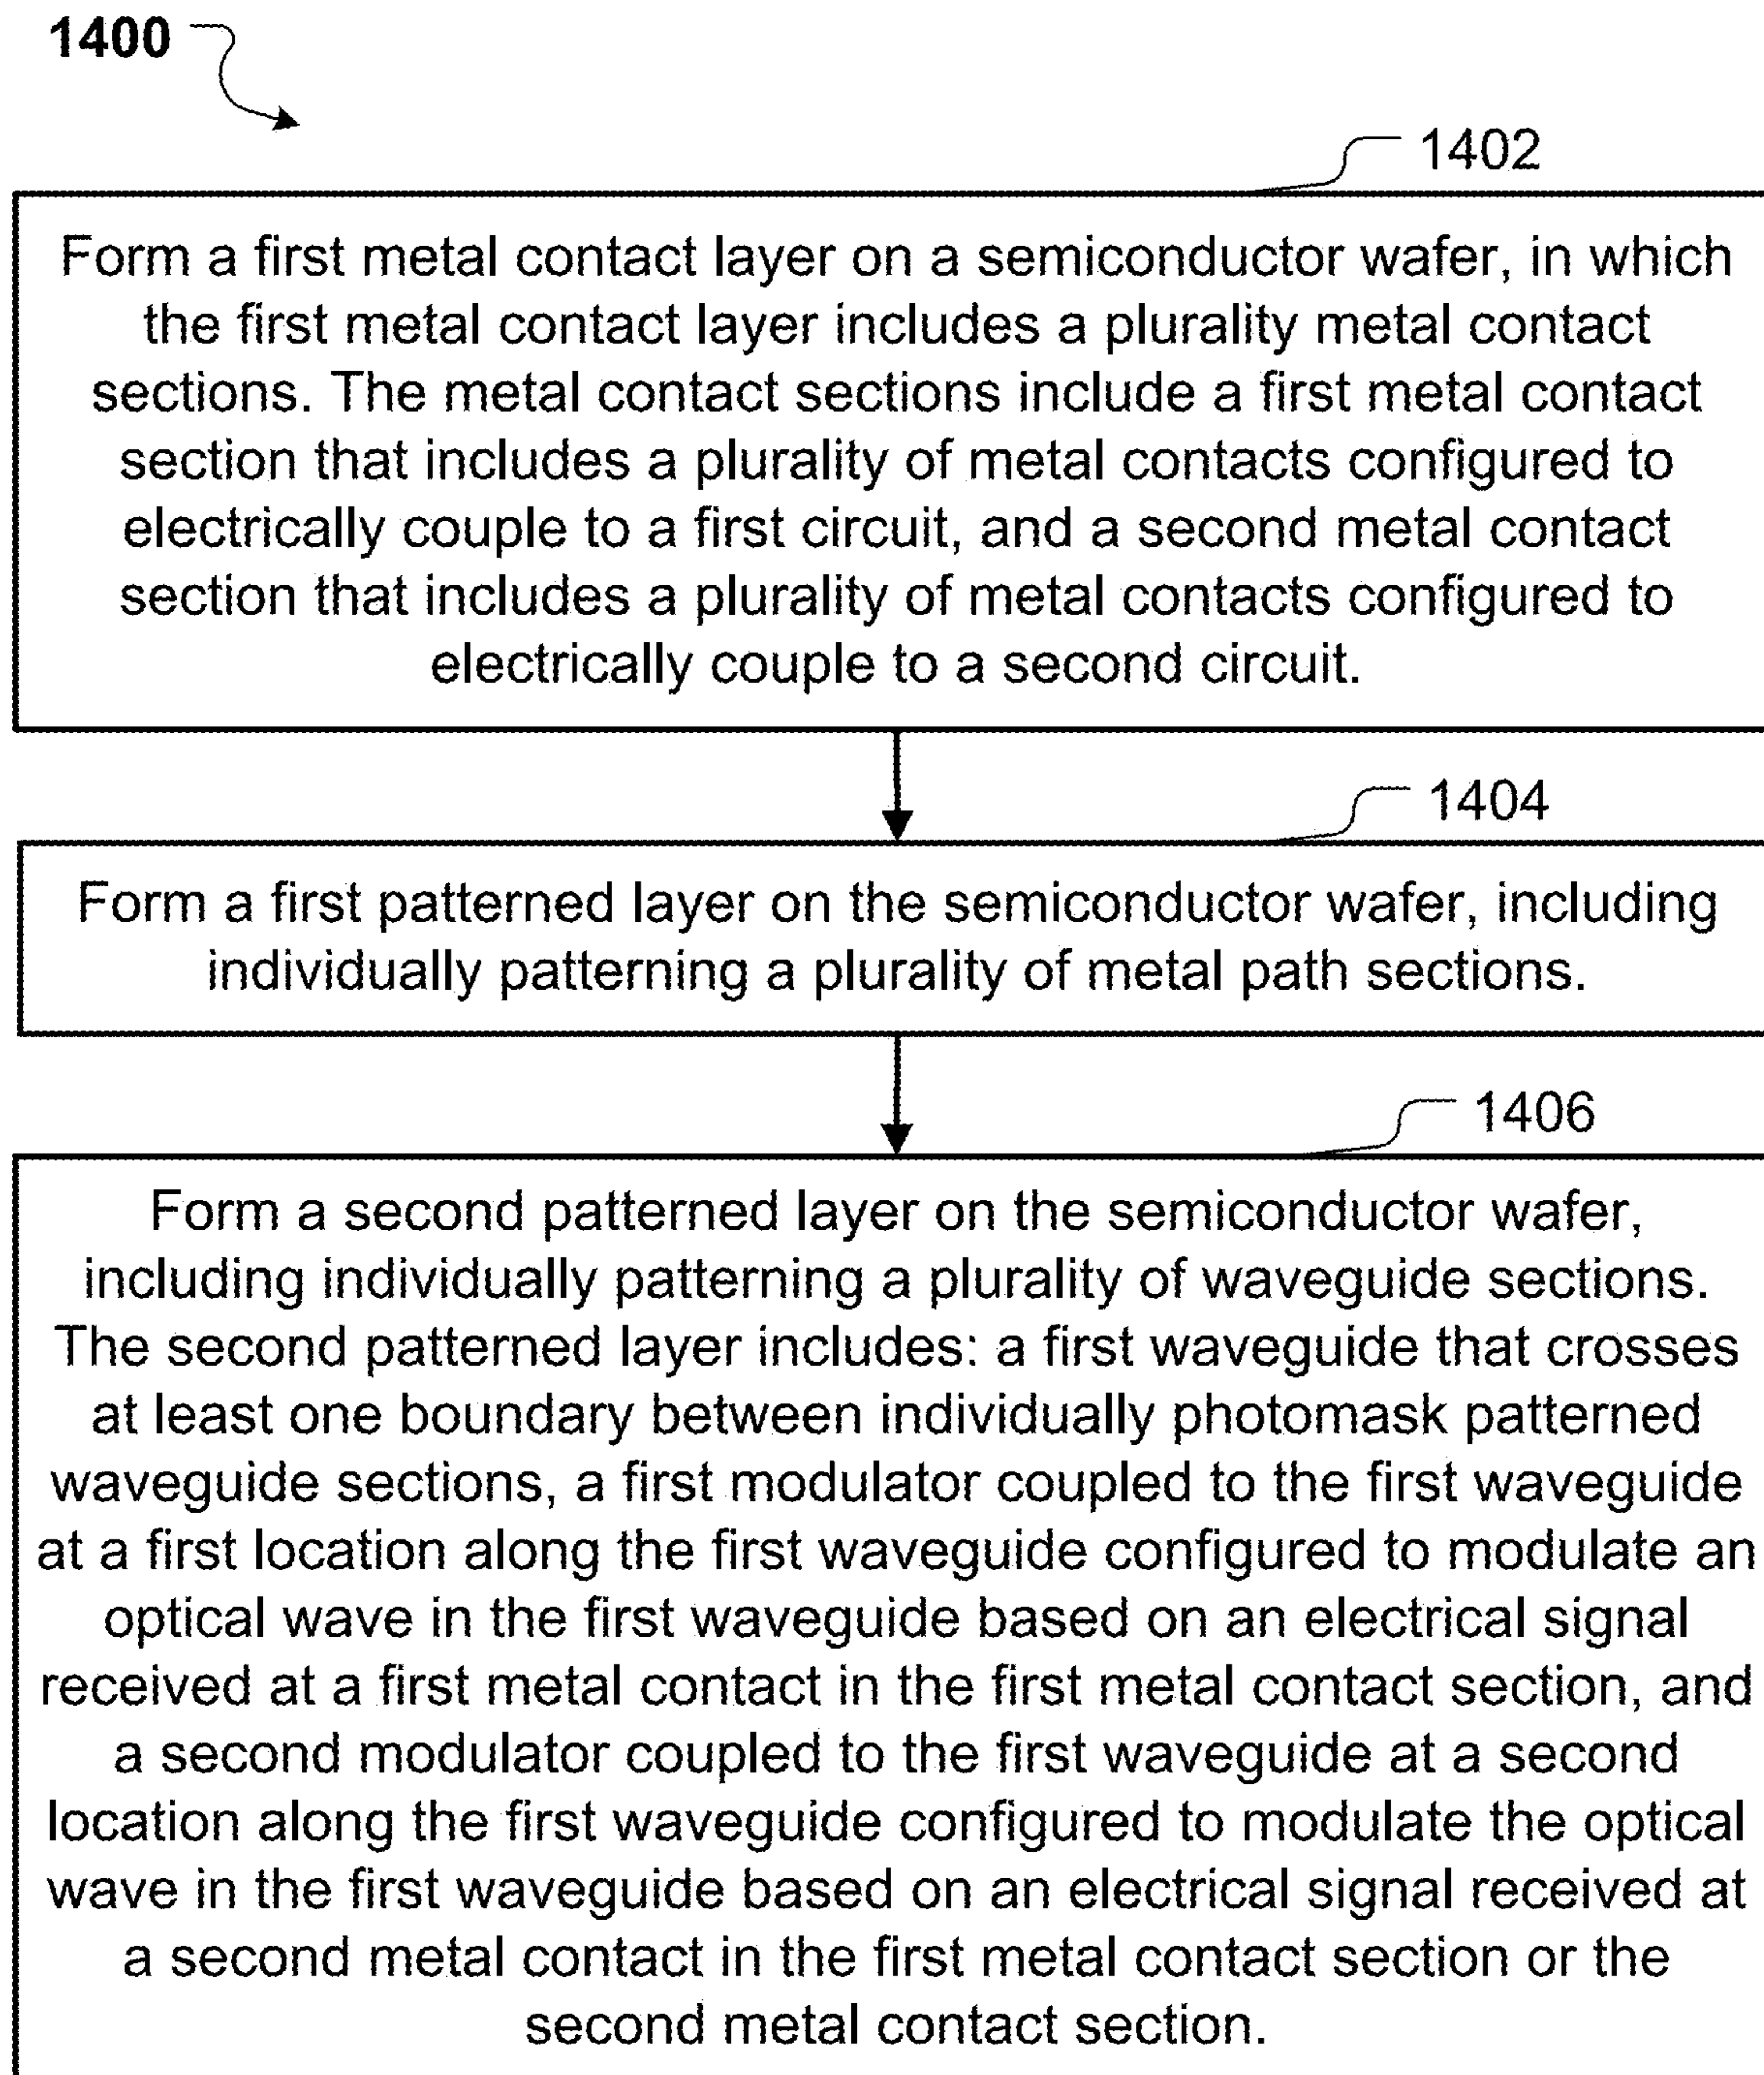 1400
1402
Form a first metal contact layer on a semiconductor wafer, in which
the first metal contact layer includes a plurality metal contact
sections. The metal contact sections include a first metal contact
section that includes a plurality of metal contacts configured to
electrically couple to a first circuit, and a second metal contact
section that includes a plurality of metal contacts configured to
electrically couple to a second circuit.
1404
Form a first patterned layer on the semiconductor wafer, including
individually patterning a plurality of metal path sections.
1406
Form a second patterned layer on the semiconductor wafer,
including individually patterning a plurality of waveguide sections.
The second patterned layer includes: a first waveguide that crosses
at least one boundary between individually photomask patterned
waveguide sections, a first modulator coupled to the first waveguide
at a first location along the first waveguide configured to modulate an
optical wave in the first waveguide based on an electrical signal
received at a first metal contact in the first metal contact section, and
a second modulator coupled to the first waveguide at a second
location along the first waveguide configured to modulate the optical
wave in the first waveguide based on an electrical signal received at
a second metal contact in the first metal contact section or the
second metal contact section.